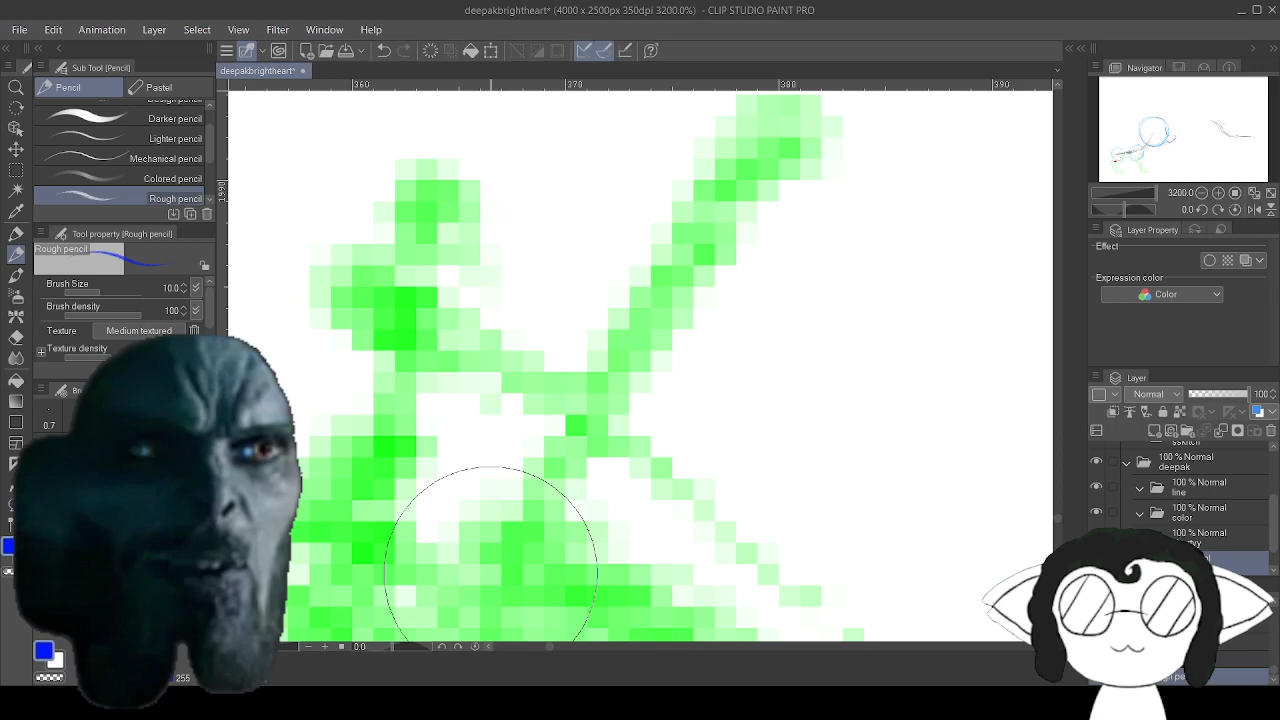 deepakbrightheart* (4000 x 2500px 350dpi 3200.0%) - CLIP STUDIO PAINT PRO
File Edit Animation Layer Select View Filter Window Help
Sub Tool [Pencil]
Pencil Pastel
Darker pencil
Lighter pencil
Mechanical pencil
Colored pencil
Rough pencil
Tool property [Rough pencil]
Rough pencil
Brush Size 10.0
Brush density 100
Texture Medium textured
Texture density
0.7
255
deepakbrightheart*
360 370 380 390
1990
0.0
Navigator
3200.0
0.0
Layer Property
Effect
Expression color
Color
Layer
Normal 100
100 % Normal
deepak
100 % Normal
line
100 % Normal
color
100 % Normal